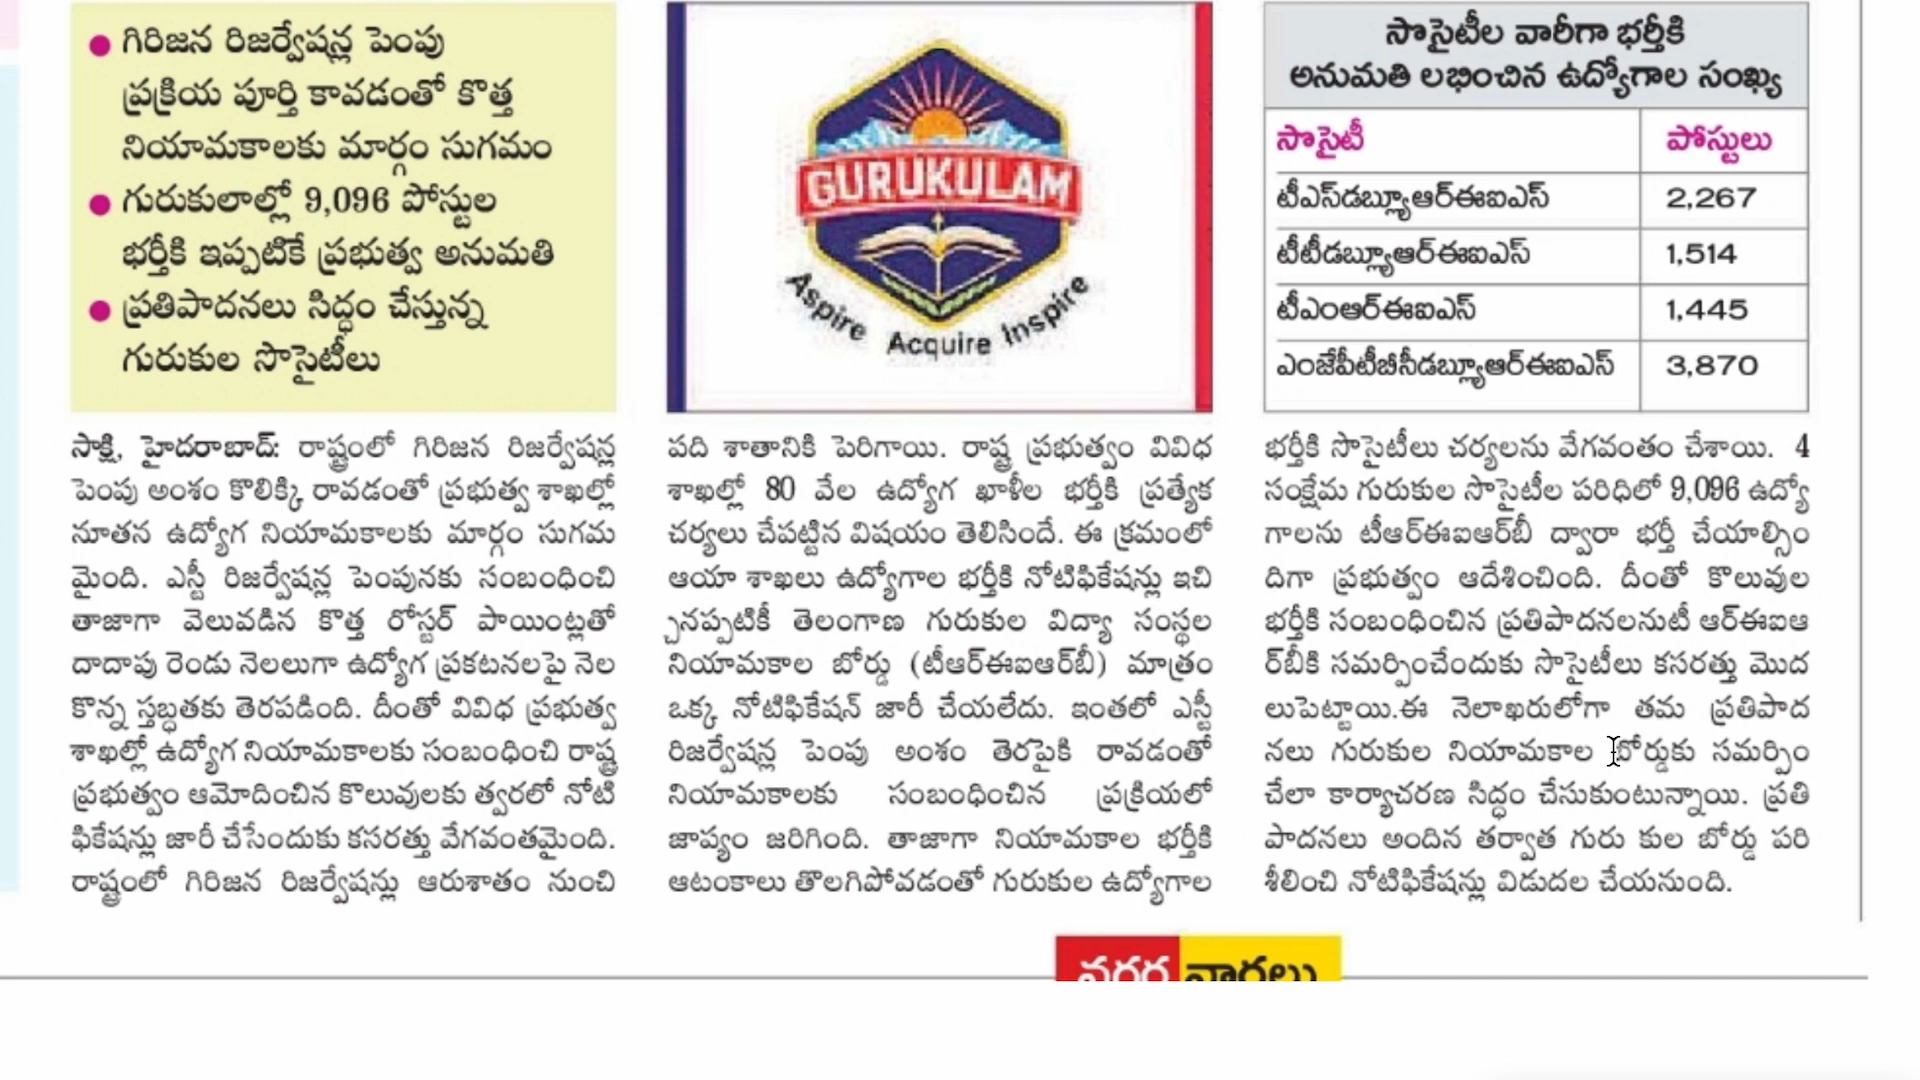 గిరిజన రిజర్వేషన్ల పెంపు
ప్రక్రియ పూర్తి కావడంతో కొత్త
నియామకాలకు మార్గం సుగమం
గురుకులాల్లో 9,096 పోస్టుల
భర్తీకి ఇప్పటికే ప్రభుత్వ అనుమతి
ప్రతిపాదనలు సిద్ధం చేస్తున్న
గురుకుల సొసైటీలు
GURUKULAM
Aspire Acquire Inspire
సొసైటీల వారీగా భర్తీకి
అనుమతి లభించిన ఉద్యోగాల సంఖ్య
సొసైటీ పోస్టులు
టీఎస్‌డబ్ల్యూఆర్‌ఈఐఎస్ 2,267
టీటీడబ్ల్యూఆర్‌ఈఐఎస్ 1,514
టీఎంఆర్‌ఈఐఎస్ 1,445
ఎంజేపీటీబీసీడబ్ల్యూఆర్‌ఈఐఎస్ 3,870
సాక్షి, హైదరాబాద్: రాష్ట్రంలో గిరిజన రిజర్వేషన్ల
పెంపు అంశం కొలిక్కి రావడంతో ప్రభుత్వ శాఖల్లో
నూతన ఉద్యోగ నియామకాలకు మార్గం సుగమ
మైంది. ఎస్టీ రిజర్వేషన్ల పెంపునకు సంబంధించి
తాజాగా వెలువడిన కొత్త రోస్టర్ పాయింట్లతో
దాదాపు రెండు నెలలుగా ఉద్యోగ ప్రకటనలపై నెల
కొన్న స్తబ్ధతకు తెరపడింది. దీంతో వివిధ ప్రభుత్వ
శాఖల్లో ఉద్యోగ నియామకాలకు సంబంధించి రాష్ట్ర
ప్రభుత్వం ఆమోదించిన కొలువులకు త్వరలో నోటి
ఫికేషన్లు జారీ చేసేందుకు కసరత్తు వేగవంతమైంది.
రాష్ట్రంలో గిరిజన రిజర్వేషన్లు ఆరుశాతం నుంచి
పది శాతానికి పెరిగాయి. రాష్ట్ర ప్రభుత్వం వివిధ
శాఖల్లో 80 వేల ఉద్యోగ ఖాళీల భర్తీకి ప్రత్యేక
చర్యలు చేపట్టిన విషయం తెలిసిందే. ఈ క్రమంలో
ఆయా శాఖలు ఉద్యోగాల భర్తీకి నోటిఫికేషన్లు ఇచి
్చనప్పటికీ తెలంగాణ గురుకుల విద్యా సంస్థల
నియామకాల బోర్డు (టీఆర్‌ఈఐఆర్‌బీ) మాత్రం
ఒక్క నోటిఫికేషన్ జారీ చేయలేదు. ఇంతలో ఎస్టీ
రిజర్వేషన్ల పెంపు అంశం తెరపైకి రావడంతో
నియామకాలకు సంబంధించిన ప్రక్రియలో
జాప్యం జరిగింది. తాజాగా నియామకాల భర్తీకి
ఆటంకాలు తొలగిపోవడంతో గురుకుల ఉద్యోగాల
భర్తీకి సొసైటీలు చర్యలను వేగవంతం చేశాయి. 4
సంక్షేమ గురుకుల సొసైటీల పరిధిలో 9,096 ఉద్యో
గాలను టీఆర్‌ఈఐఆర్‌బీ ద్వారా భర్తీ చేయాల్సిం
దిగా ప్రభుత్వం ఆదేశించింది. దీంతో కొలువుల
భర్తీకి సంబంధించిన ప్రతిపాదనలనుటీ ఆర్‌ఈఐఆ
ర్‌బీకి సమర్పించేందుకు సొసైటీలు కసరత్తు మొద
లుపెట్టాయి.ఈ నెలాఖరులోగా తమ ప్రతిపాద
నలు గురుకుల నియామకాల బోర్డుకు సమర్పిం
చేలా కార్యాచరణ సిద్ధం చేసుకుంటున్నాయి. ప్రతి
పాదనలు అందిన తర్వాత గురు కుల బోర్డు పరి
శీలించి నోటిఫికేషన్లు విడుదల చేయనుంది.